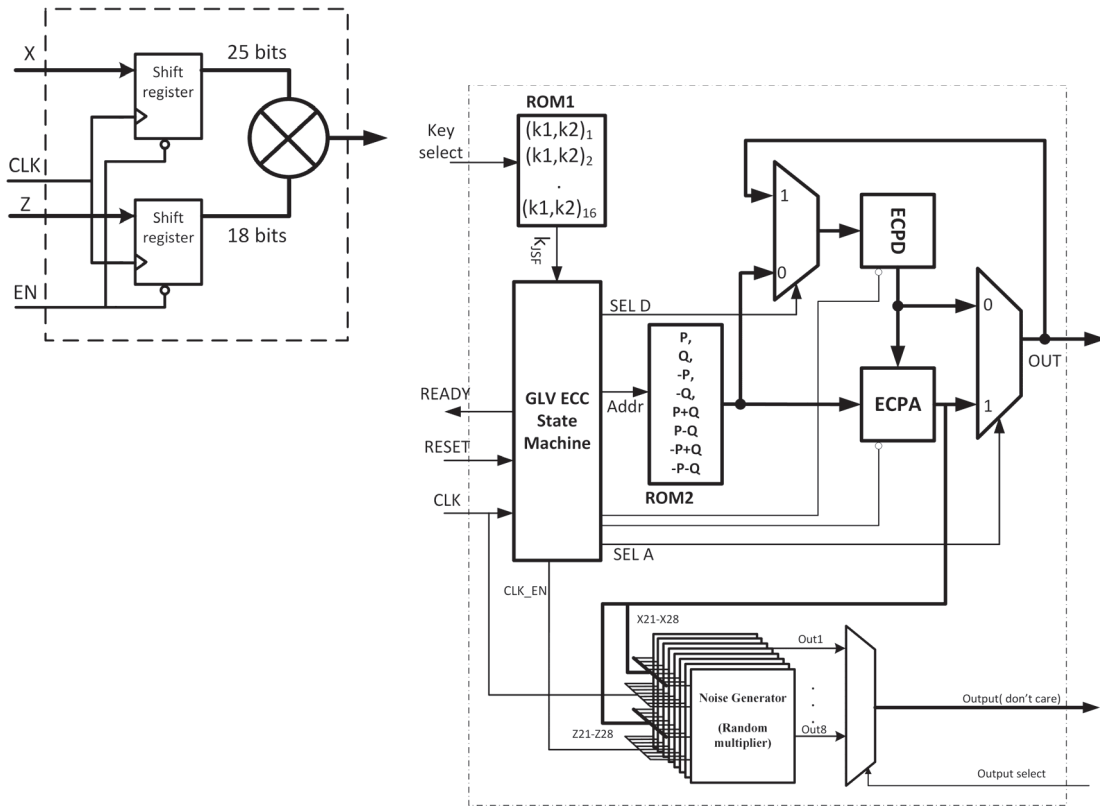 X
Shift
register
25 bits
CLK
Z
Shift
register
18 bits
EN
Key
select
ROM1
(k1,k2)1
(k1,k2)2
.
(k1,k2)16
kJSF
GLV ECC
State
Machine
READY
RESET
CLK
SEL D
Addr
P,
Q,
-P,
-Q,
P+Q
P-Q
-P+Q
-P-Q
ROM2
1
0
ECPD
ECPA
0
1
OUT
SEL A
CLK_EN
X21-X28
Z21-Z28
Noise Generator
(Random
multiplier)
Out1
.
.
.
Out8
Output( don't care)
Output select